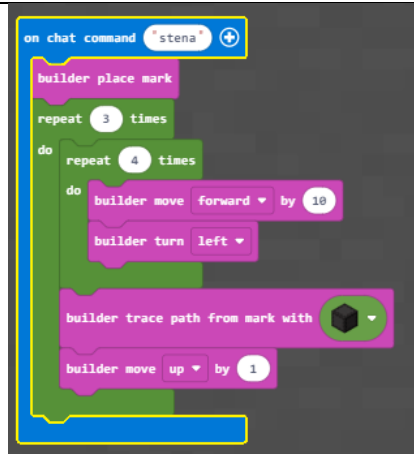 on chat command "stena"
builder place mark
repeat 3 times
do repeat 4 times
do builder move forward by 10
builder turn left
builder trace path from mark with
builder move up by 1